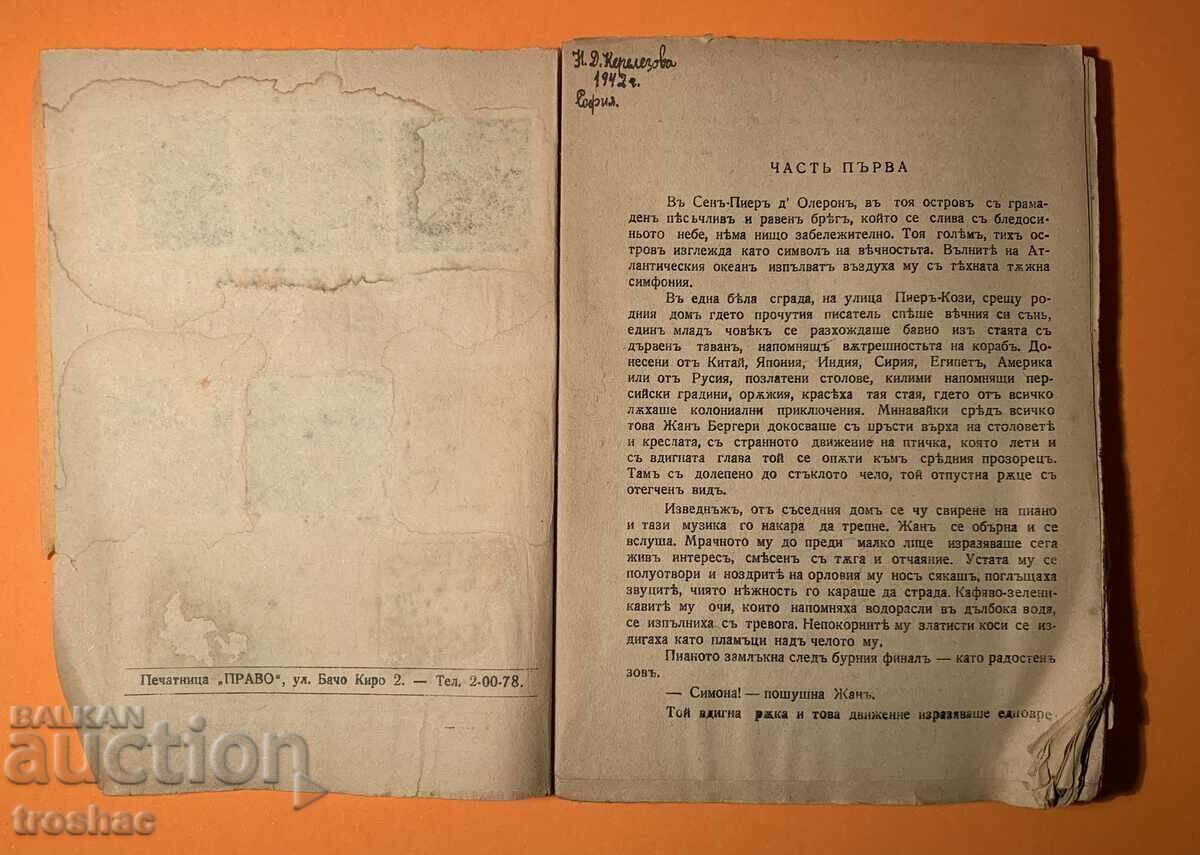 Печатница „ПРАВО“, ул. Бачо Киро 2. — Тел. 2-00-78.
Н. Д. Керелезова
1942 г.
София.
ЧАСТЬ ПЪРВА
Въ Сенъ-Пиеръ д' Олеронъ, въ тоя островъ съ грама-
денъ пѣсъчливъ и равенъ брѣгъ, който се слива съ бледоси-
ньото небе, нѣма нищо забележително. Тоя голѣмъ, тихъ ос-
тровъ изглежда като символъ на вѣчностьта. Вълнитѣ на Ат-
лантическия океанъ изпълватъ въздуха му съ тѣхната тѫжна
симфония.
Въ една бѣла сграда, на улица Пиеръ-Кози, срещу ро-
дния домъ гдето прочутия писатель спѣше вѣчния си сънь,
единъ младъ човѣкъ се разхождаше бавно изъ стаята съ
дървенъ таванъ, напомнящъ вѫтрешностьта на корабъ. До-
несени отъ Китай, Япония, Индия, Сирия, Египетъ, Америка
или отъ Русия, позлатени столове, килими напомнящи пер-
сийски градини, орѫжия, красѣха тая стая, гдето отъ всичко
лѫхаше колониални приключения. Минавайки срѣдъ всичко
това Жанъ Бергери докосваше съ пръсти върха на столоветѣ
и креслата, съ странното движение на птичка, която лети и
съ вдигната глава той се опѫти къмъ срѣдния прозорецъ.
Тамъ съ долепено до стъклото чело, той отпустна рѫце съ
отегченъ видъ.
Изведнъжъ, отъ съседния домъ се чу свирене на пиано
и тази музика го накара да трепне. Жанъ се обърна и се
вслуша. Мрачното му до преди малко лице изразяваше сега
живъ интересъ, смѣсенъ съ тѫга и отчаяние. Устата му се
полуотвори и ноздритѣ на орловия му носъ сякашъ, поглъщаха
звуцитѣ, чиято нѣжность го караше да страда. Кафяво-зелени-
кавитѣ му очи, които напомняха водорасли въ дълбока водя,
се изпълниха съ тревога. Непокорнитѣ му златисти коси се из-
дигаха като пламъци надъ челото му.
Пианото замлъкна следъ бурния финалъ — като радостенъ
зовъ.
— Симона! — пошушна Жанъ.
Той вдигна рѫка и това движение изразяваше едновре-
BALKAN
auction
troshac